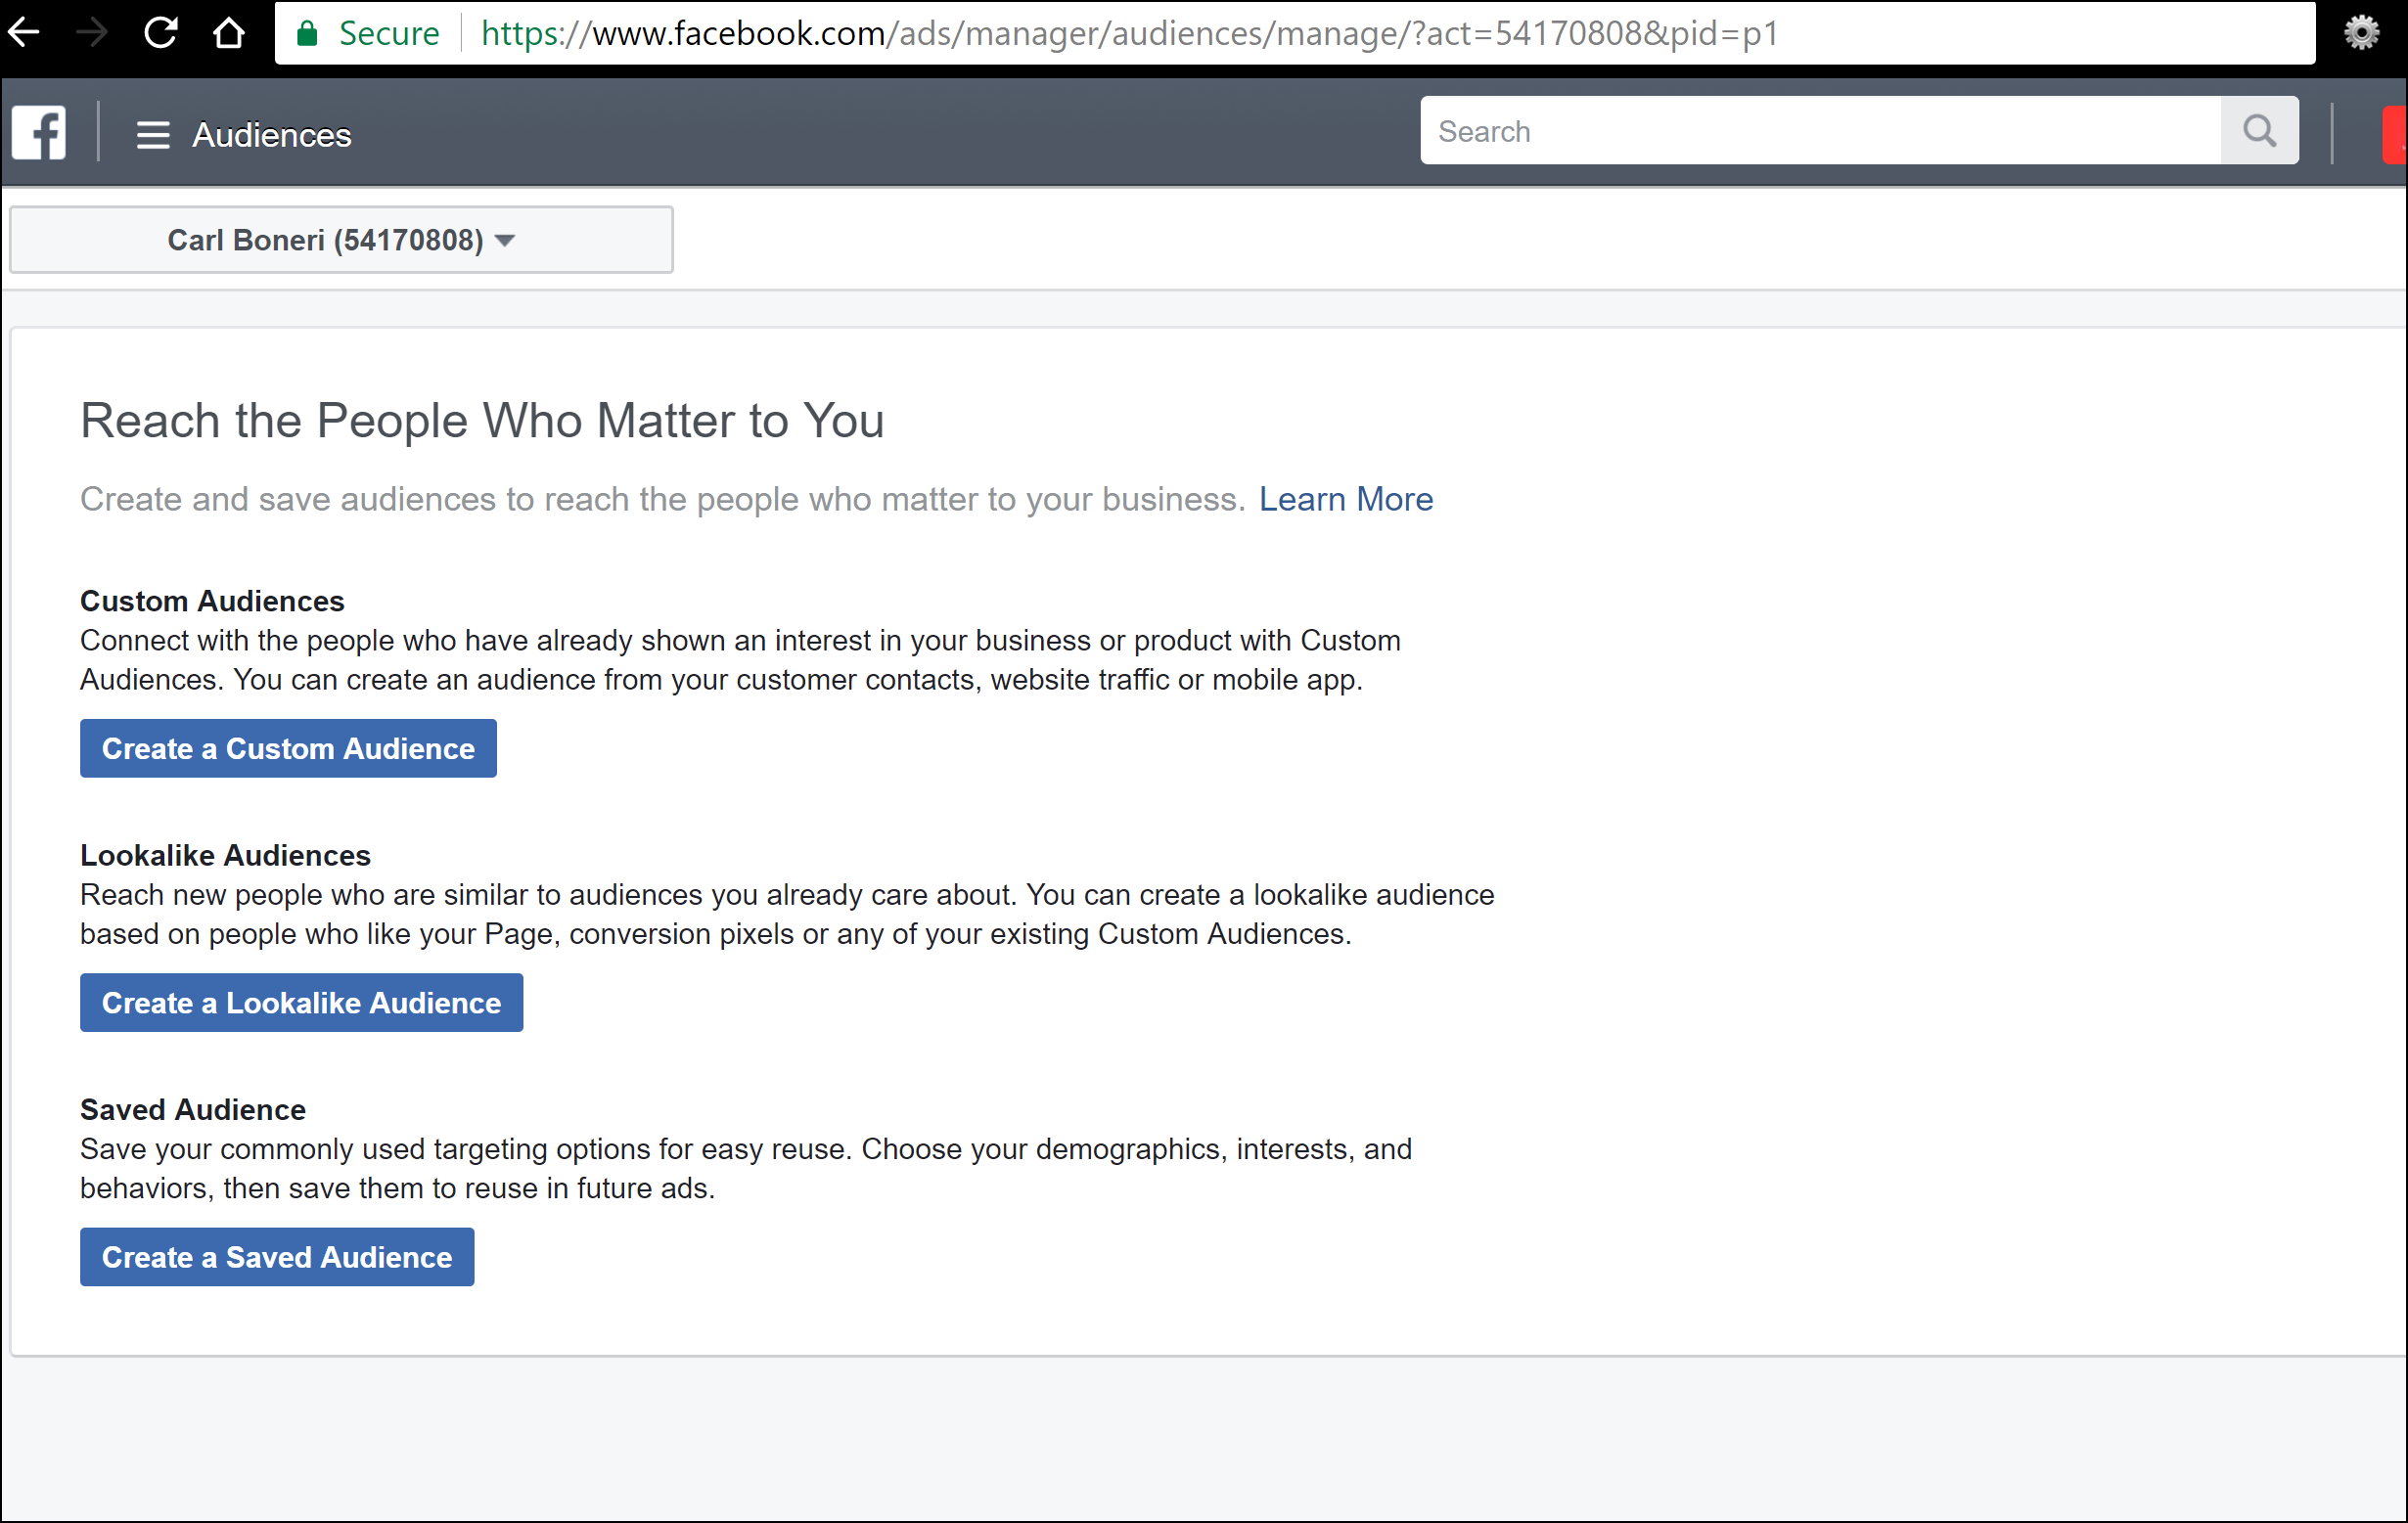 Secure https://www.facebook.com/ads/manager/audiences/manage/?act=54170808&pid=p1
Audiences
Search
Carl Boneri (54170808)
Reach the People Who Matter to You
Create and save audiences to reach the people who matter to your business. Learn More
Custom Audiences
Connect with the people who have already shown an interest in your business or product with Custom
Audiences. You can create an audience from your customer contacts, website traffic or mobile app.
Create a Custom Audience
Lookalike Audiences
Reach new people who are similar to audiences you already care about. You can create a lookalike audience
based on people who like your Page, conversion pixels or any of your existing Custom Audiences.
Create a Lookalike Audience
Saved Audience
Save your commonly used targeting options for easy reuse. Choose your demographics, interests, and
behaviors, then save them to reuse in future ads.
Create a Saved Audience